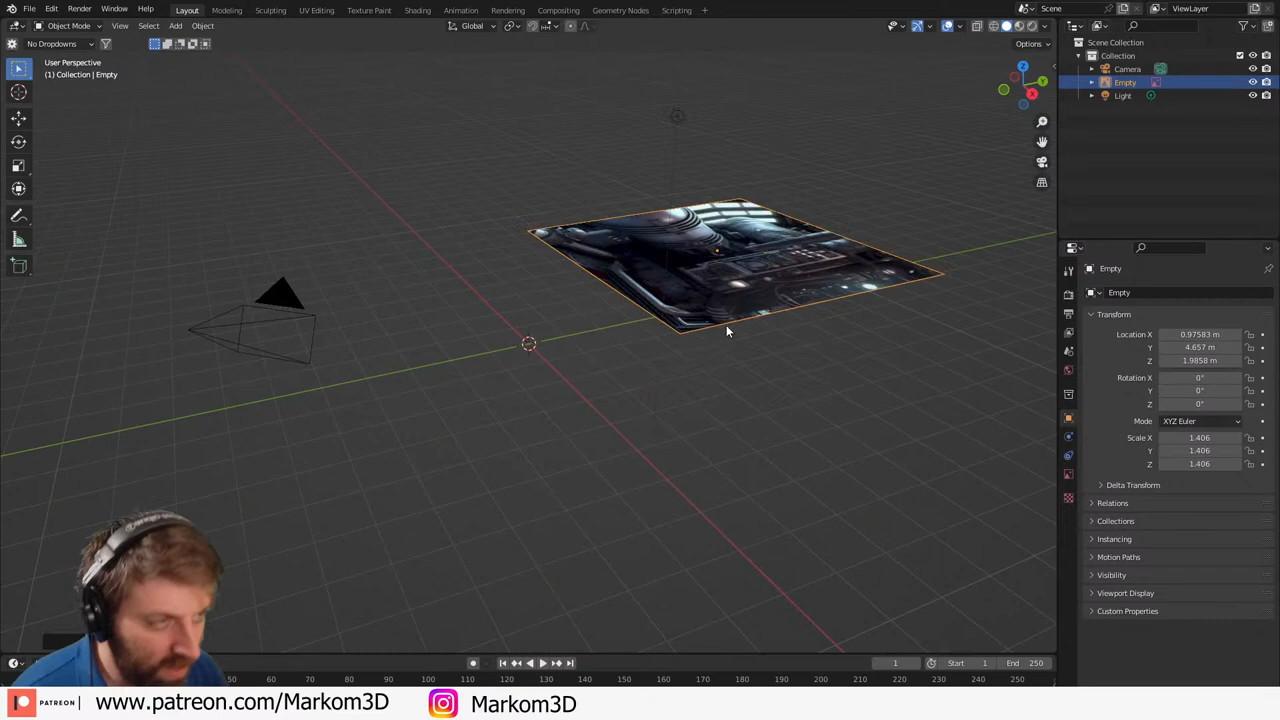 File Edit Render Window Help Layout Modeling Sculpting UV Editing Texture Paint Shading Animation Rendering Compositing Geometry Nodes Scripting Scene ViewLayer
Object Mode View Select Add Object Global
No Dropdowns Options
User Perspective
(1) Collection | Empty
Z
Y
X
Scene Collection
Collection
Camera
Empty
Light
Empty
Empty
Transform
Location X 0.97583 m
Y 4.657 m
Z 1.9858 m
Rotation X 0°
Y 0°
Z 0°
Mode XYZ Euler
Scale X 1.406
Y 1.406
Z 1.406
Delta Transform
Relations
Collections
Instancing
Motion Paths
Visibility
Viewport Display
Custom Properties
1 Start 1 End 250
50 60 70 80 90 100 110 120 130 140 150 160 170 180 190 200 210 220 230 240 250
PATREON www.patreon.com/Markom3D Markom3D